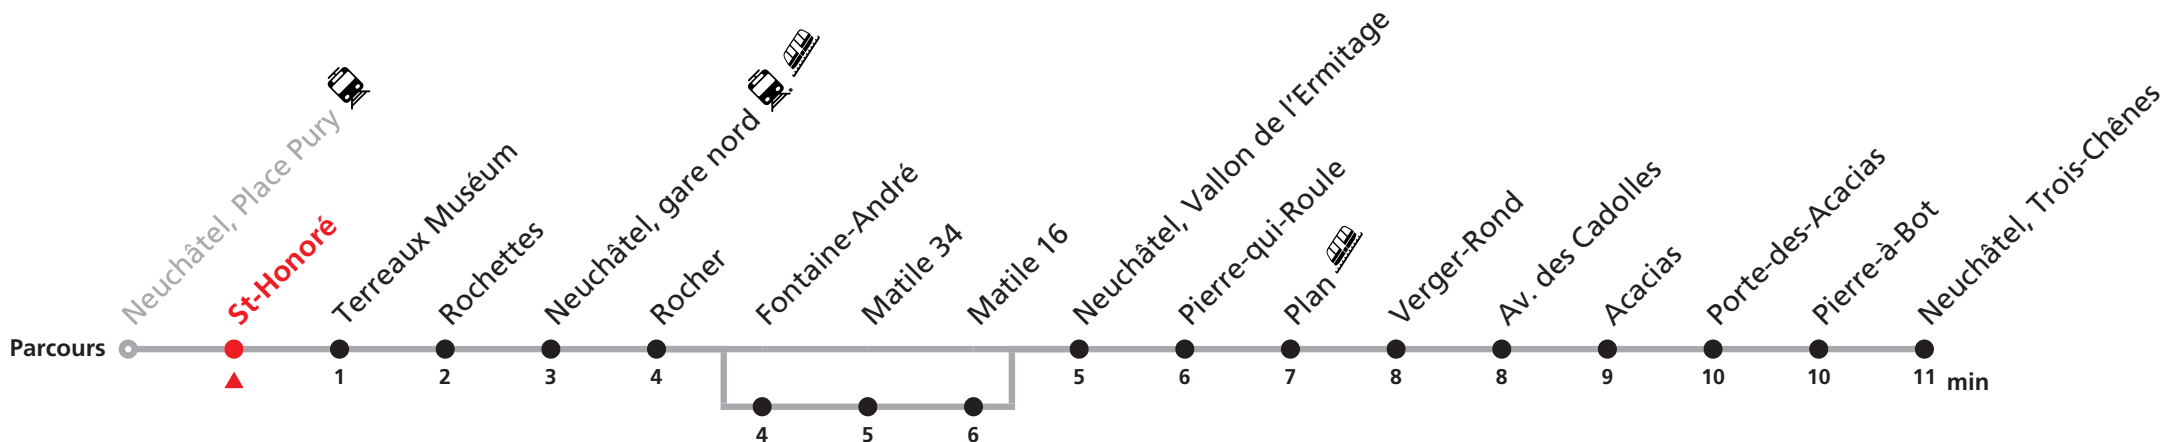 Neuchâtel, Place Pury
St-Honoré
Terreaux Muséum
Rochettes
Neuchâtel, gare nord
Rocher
Fontaine-André
Matile 34
Matile 16
Neuchâtel, Vallon de l'Ermitage
Pierre-qui-Roule
Plan
Verger-Rond
Av. des Cadolles
Acacias
Porte-des-Acacias
Pierre-à-Bot
Neuchâtel, Trois-Chênes
Parcours
1 2 3 4 5 6 7 8 8 9 10 10 11 min
4 5 6